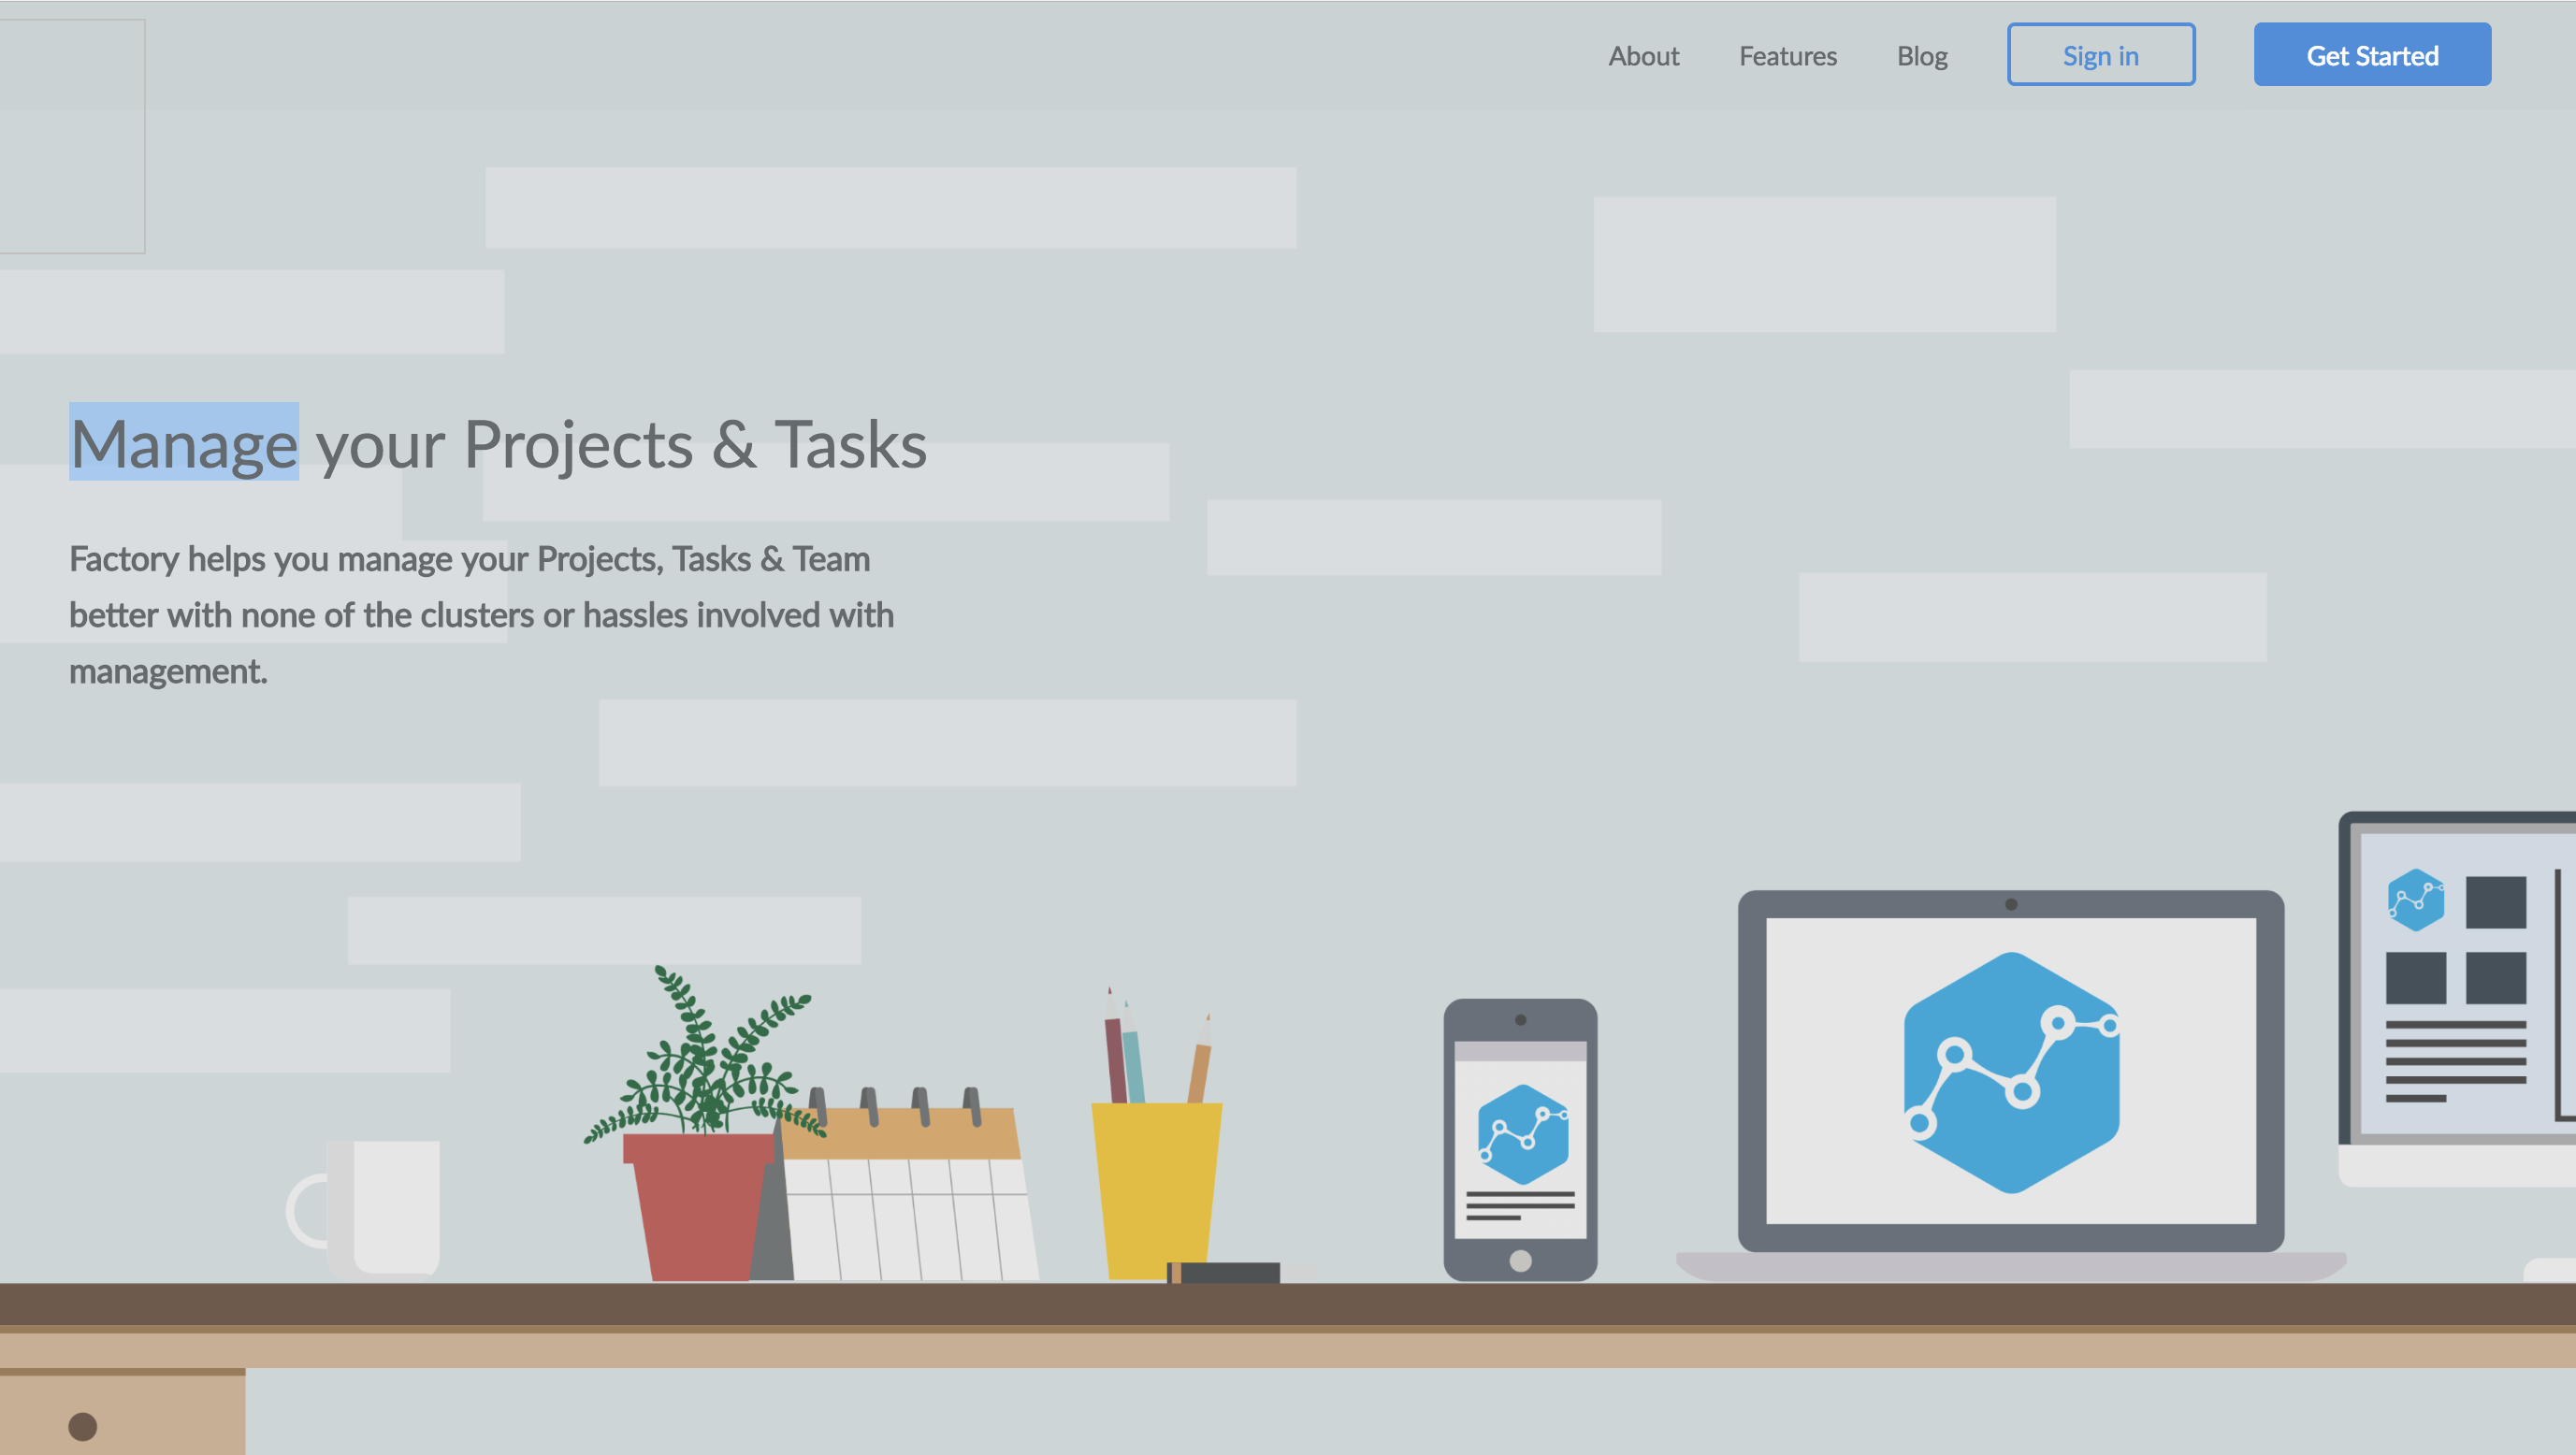 About Features Blog Sign in Get Started
Manage your Projects & Tasks
Factory helps you manage your Projects, Tasks & Team
better with none of the clusters or hassles involved with
management.